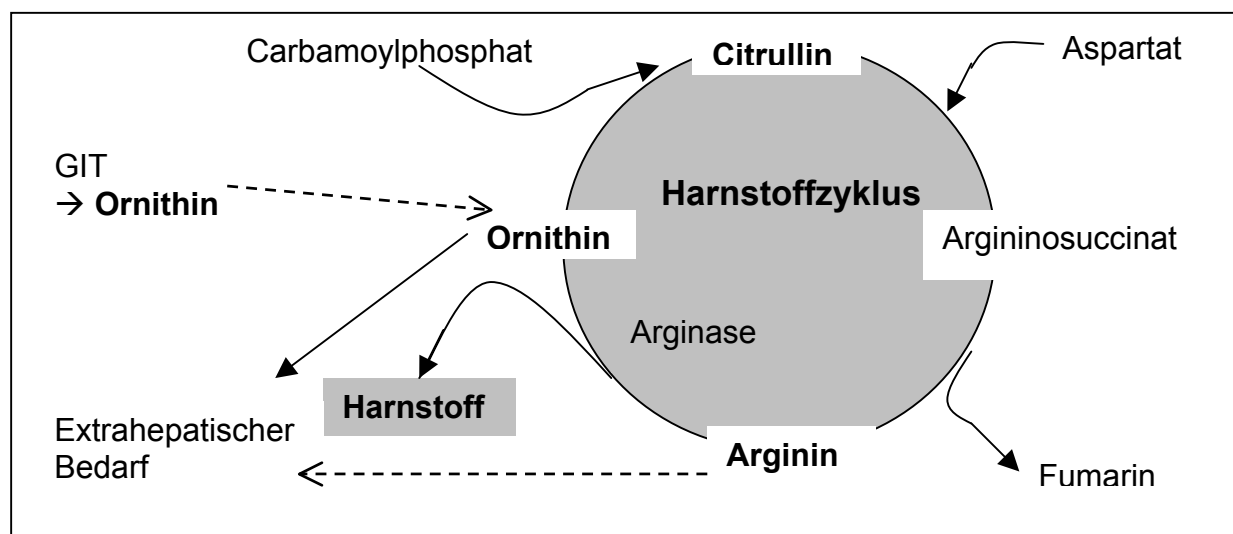 Carbamoylphosphat
Citrullin
Aspartat
GIT
→ Ornithin
Harnstoffzyklus
Ornithin
Argininosuccinat
Arginase
Harnstoff
Extrahepatischer
Bedarf
Arginin
Fumarin